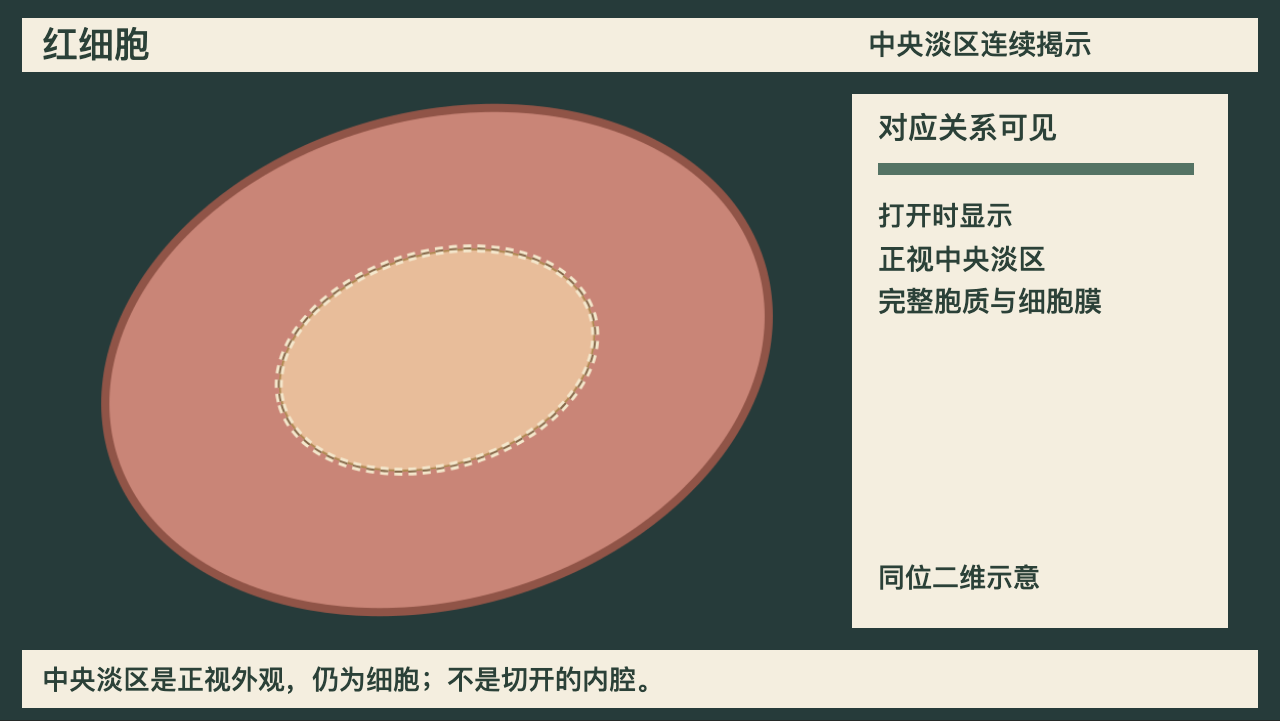 红细胞
中央淡区连续揭示
对应关系可见
打开时显示
正视中央淡区
完整胞质与细胞膜
同位二维示意
中央淡区是正视外观，仍为细胞；不是切开的内腔。